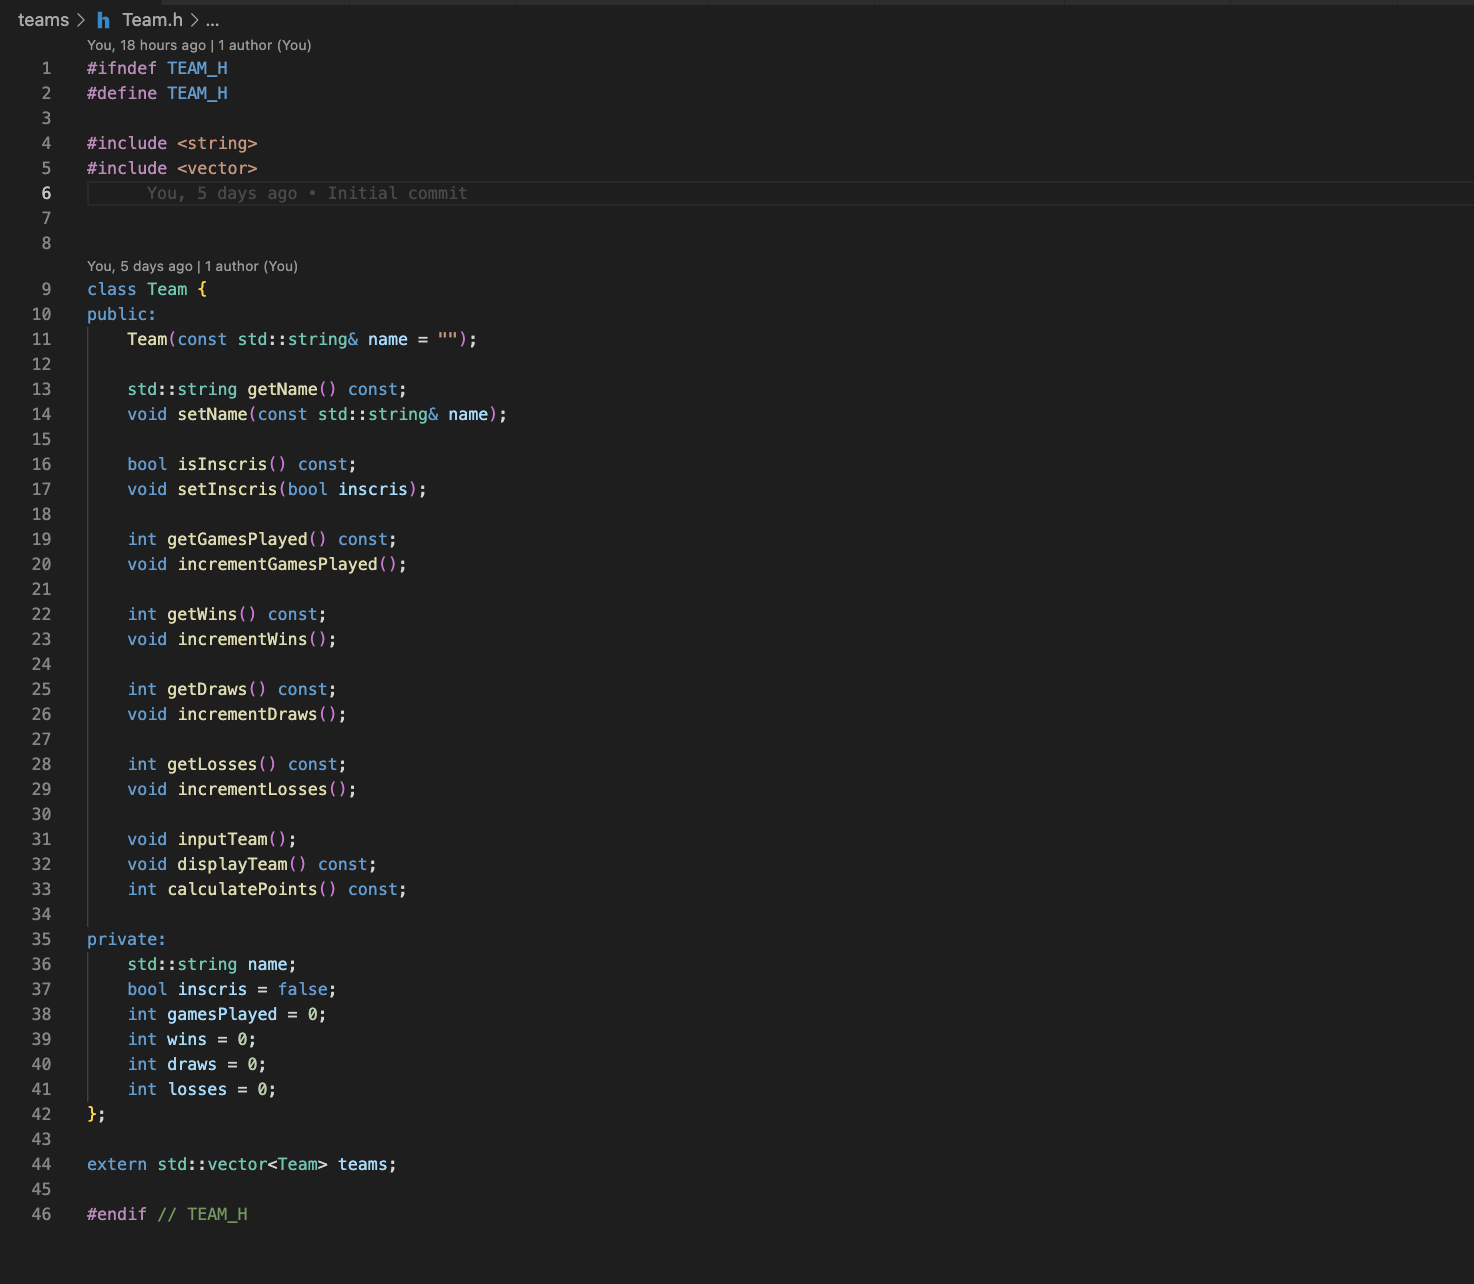 teams > h Team.h > ...
You, 18 hours ago | 1 author (You)
1 #ifndef TEAM_H
2 #define TEAM_H
3
4 #include <string>
5 #include <vector>
6 You, 5 days ago • Initial commit
7
8
You, 5 days ago | 1 author (You)
9 class Team {
10 public:
11     Team(const std::string& name = "");
12
13     std::string getName() const;
14     void setName(const std::string& name);
15
16     bool isInscris() const;
17     void setInscris(bool inscris);
18
19     int getGamesPlayed() const;
20     void incrementGamesPlayed();
21
22     int getWins() const;
23     void incrementWins();
24
25     int getDraws() const;
26     void incrementDraws();
27
28     int getLosses() const;
29     void incrementLosses();
30
31     void inputTeam();
32     void displayTeam() const;
33     int calculatePoints() const;
34
35 private:
36     std::string name;
37     bool inscris = false;
38     int gamesPlayed = 0;
39     int wins = 0;
40     int draws = 0;
41     int losses = 0;
42 };
43
44 extern std::vector<Team> teams;
45
46 #endif // TEAM_H